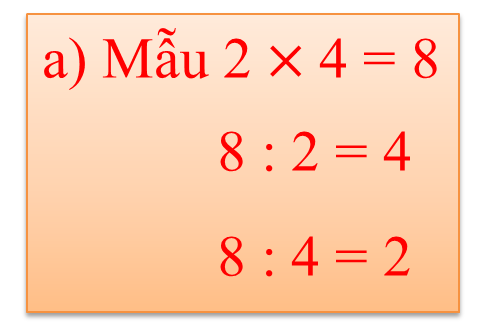 a) Mẫu 2 × 4 = 8
8 : 2 = 4
8 : 4 = 2